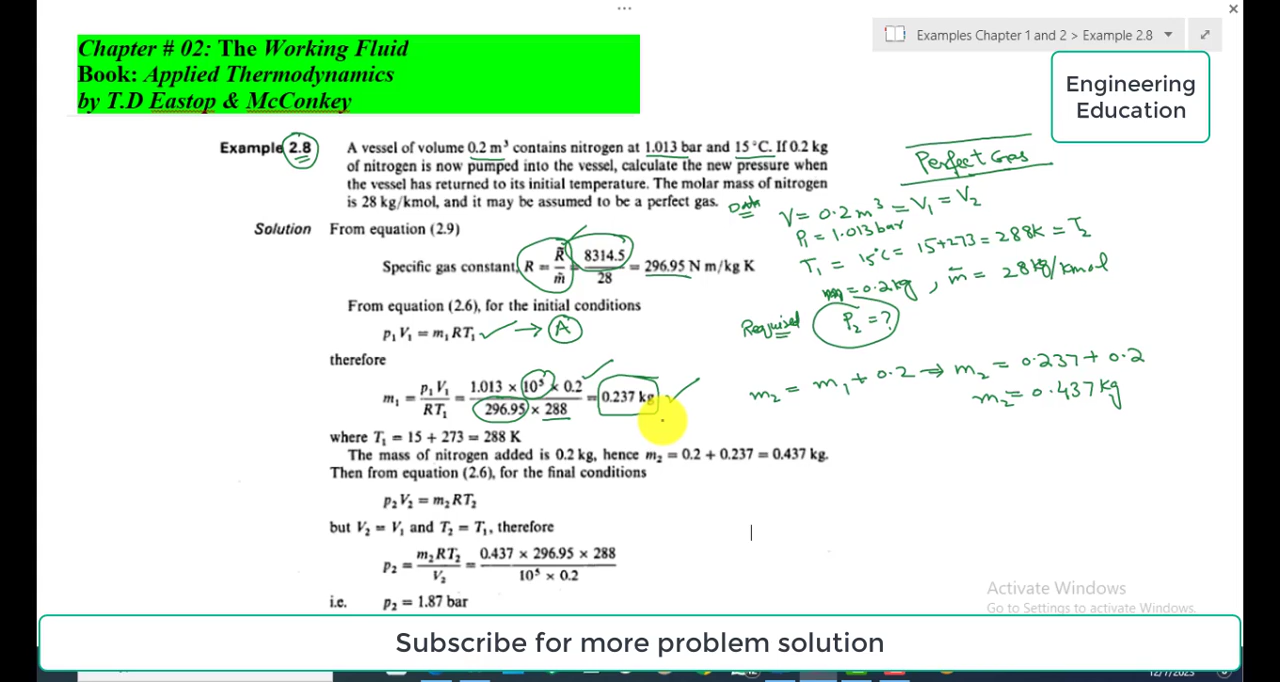 Chapter # 02: The Working Fluid
Book: Applied Thermodynamics
by T.D Eastop & McConkey
Examples Chapter 1 and 2 > Example 2.8
Engineering
Education
Example 2.8 A vessel of volume 0.2 m³ contains nitrogen at 1.013 bar and 15 °C. If 0.2 kg
of nitrogen is now pumped into the vessel, calculate the new pressure when
the vessel has returned to its initial temperature. The molar mass of nitrogen
is 28 kg/kmol, and it may be assumed to be a perfect gas.
Perfect Gas
Data
V = 0.2m³ = V₁ = V₂
P₁ = 1.013bar
T₁ = 15°C = 15+273 = 288K = T₂
m = 0.2kg, m̃ = 28kg/kmol
Required P₂ = ?
m₂ = m₁ + 0.2 ⇒ m₂ = 0.237 + 0.2
m₂ = 0.437kg
Solution From equation (2.9)
Specific gas constant, R = R̃/m̃ = 8314.5/28 = 296.95 N m/kg K
From equation (2.6), for the initial conditions
p₁V₁ = m₁RT₁ → A
therefore
m₁ = p₁V₁/RT₁ = 1.013 × 10⁵ × 0.2/296.95 × 288 = 0.237 kg
where T₁ = 15 + 273 = 288 K
The mass of nitrogen added is 0.2 kg, hence m₂ = 0.2 + 0.237 = 0.437 kg.
Then from equation (2.6), for the final conditions
p₂V₂ = m₂RT₂
but V₂ = V₁ and T₂ = T₁, therefore
p₂ = m₂RT₂/V₂ = 0.437 × 296.95 × 288/10⁵ × 0.2
i.e. p₂ = 1.87 bar
Activate Windows
Go to Settings to activate Windows.
Subscribe for more problem solution
12/7/2023